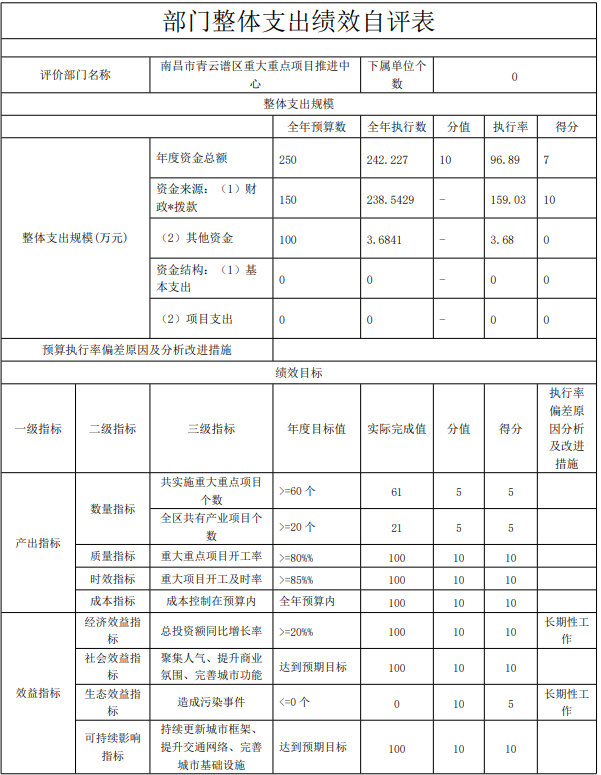 部门整体支出绩效自评表
评价部门名称 南昌市青云谱区重大重点项目推进中 下属单位个 0
心 数
整体支出规模
全年预算数 全年执行数 分值 执行率 得分
整体支出规模(万元) 年度资金总额 250 242.227 10 96.89 7
资金来源：（1）财 150 238.5429 - 159.03 10
政*拨款
（2）其他资金 100 3.6841 - 3.68 0
资金结构：（1）基 0 0 - 0 0
本支出
（2）项目支出 0 0 - 0 0
预算执行率偏差原因及分析改进措施
绩效目标
一级指标 二级指标 三级指标 年度目标值 实际完成值 分值 得分 执行率
偏差原
因分析
及改进
措施
产出指标 数量指标 共实施重大重点项目 >=60 个 61 5 5
个数
全区共有产业项目个 >=20 个 21 5 5
数
质量指标 重大重点项目开工率 >=80%% 100 10 10
时效指标 重大项目开工及时率 >=85% 100 10 10
成本指标 成本控制在预算内 全年预算内 100 10 10
效益指标 经济效益指 总投资额同比增长率 >=20%% 100 10 10 长期性工
标 作
社会效益指 聚集人气、提升商业 达到预期目标 100 10 10
标 氛围、完善城市功能
生态效益指 造成污染事件 <=0 个 0 10 5 长期性工
标 作
可持续影响 持续更新城市框架、 达到预期目标 100 10 10
指标 提升交通网络、完善
城市基础设施